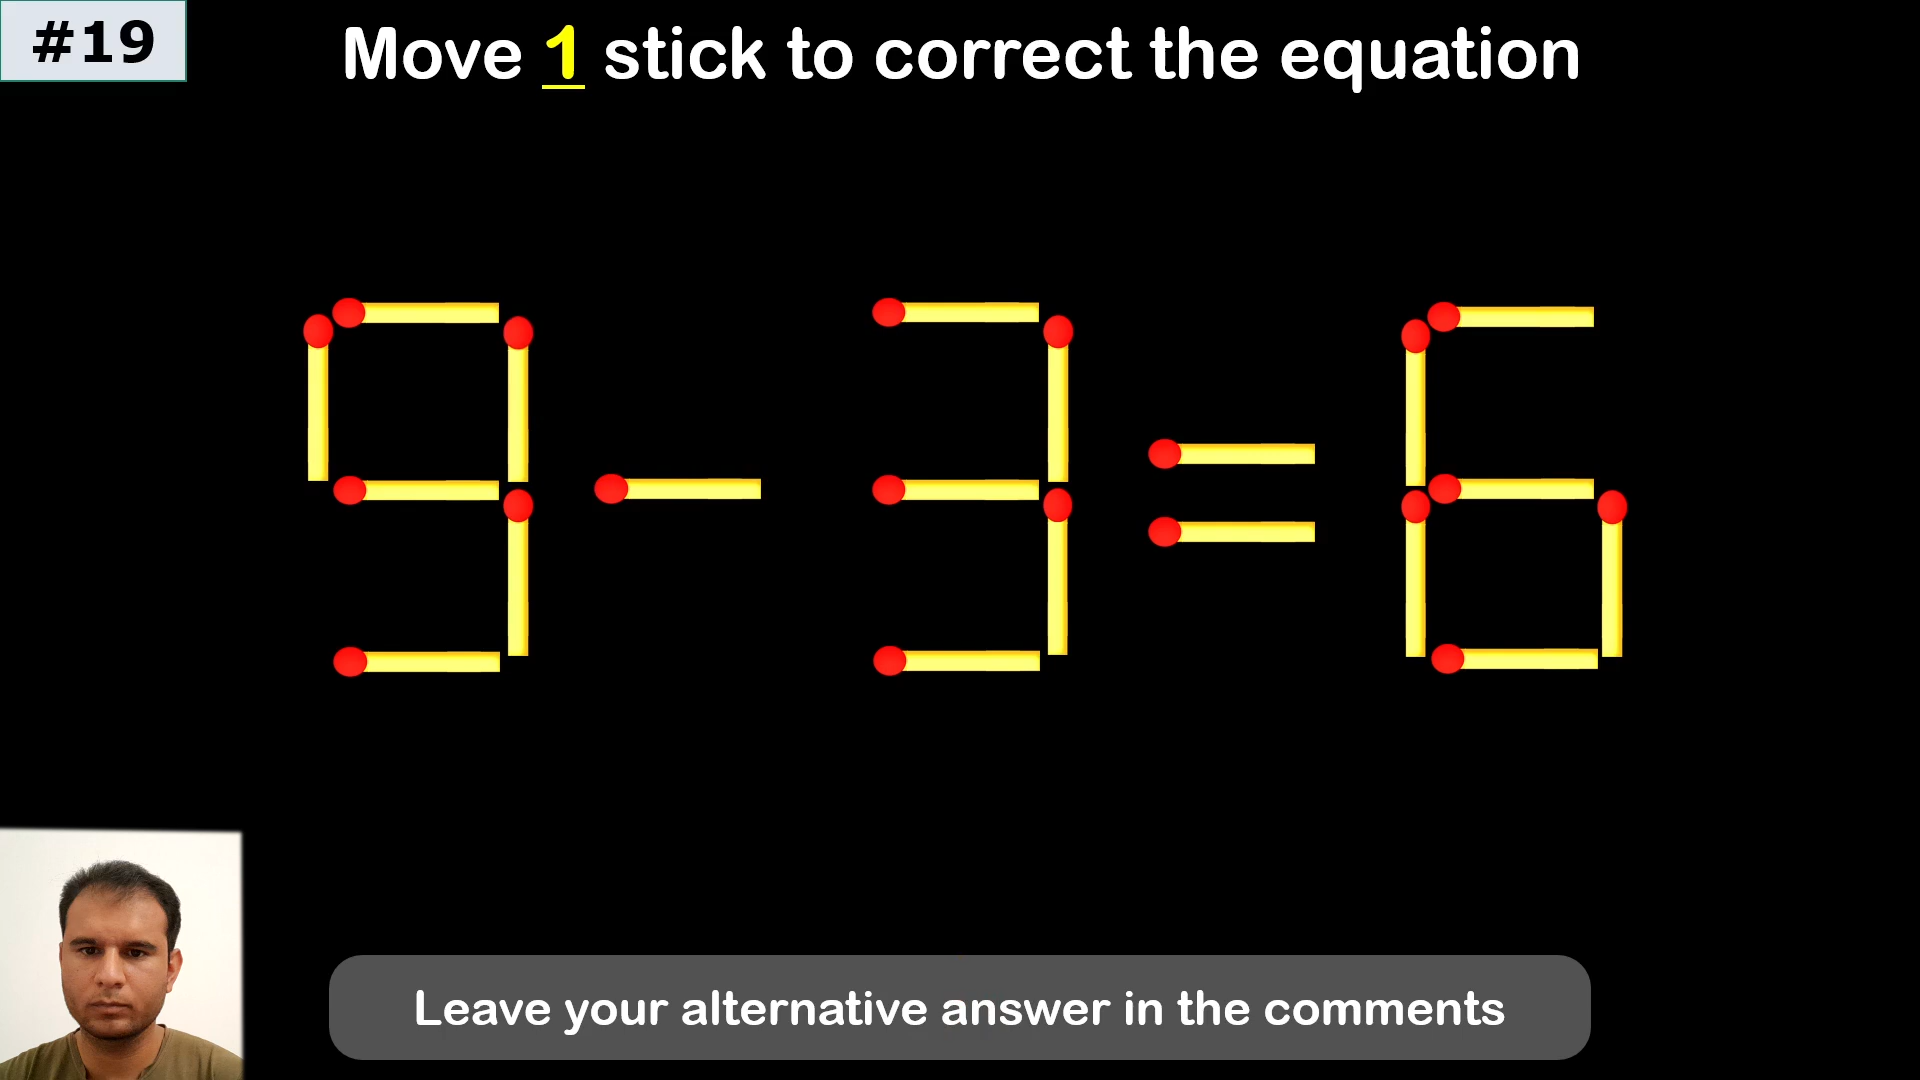 #19
Move 1 stick to correct the equation
9 - 3 = 6
Leave your alternative answer in the comments